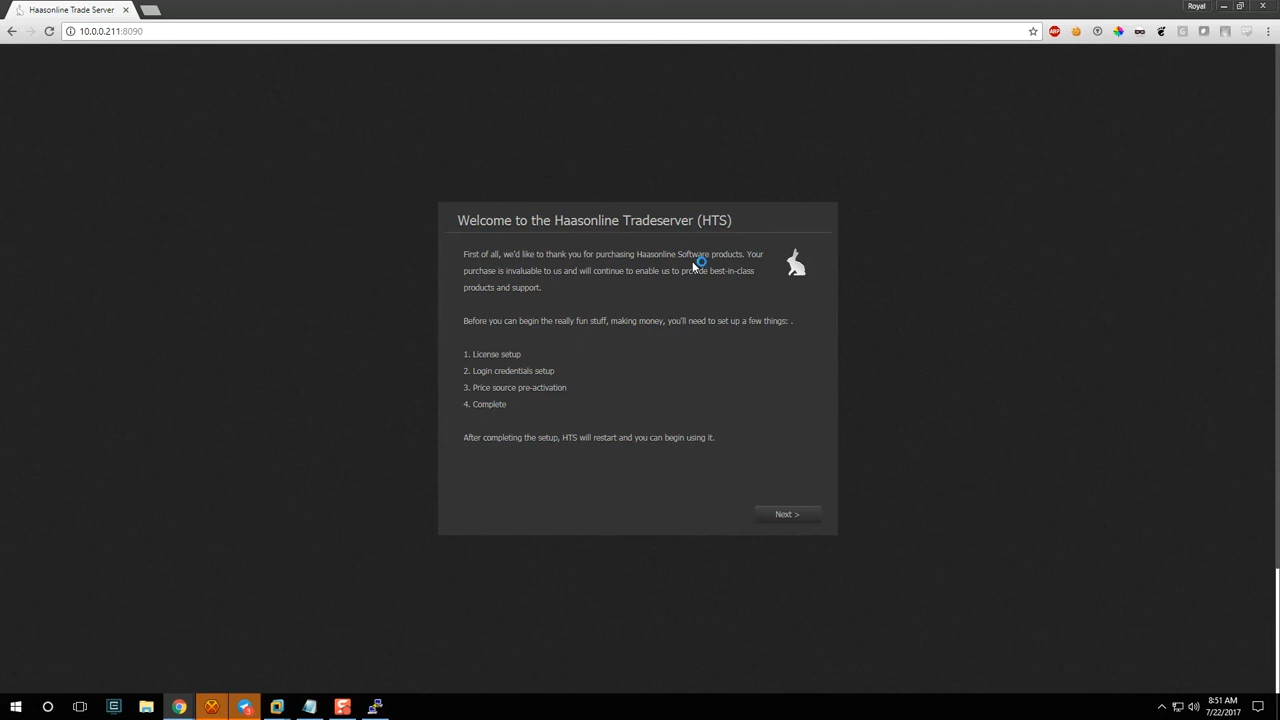 Haasonline Trade Server
Royal
10.0.0.211:8090
ABP
Welcome to the Haasonline Tradeserver (HTS)
First of all, we'd like to thank you for purchasing Haasonline Software products. Your
purchase is invaluable to us and will continue to enable us to provide best-in-class
products and support.
Before you can begin the really fun stuff, making money, you'll need to set up a few things: .
1. License setup
2. Login credentials setup
3. Price source pre-activation
4. Complete
After completing the setup, HTS will restart and you can begin using it.
Next >
8:51 AM
7/22/2017